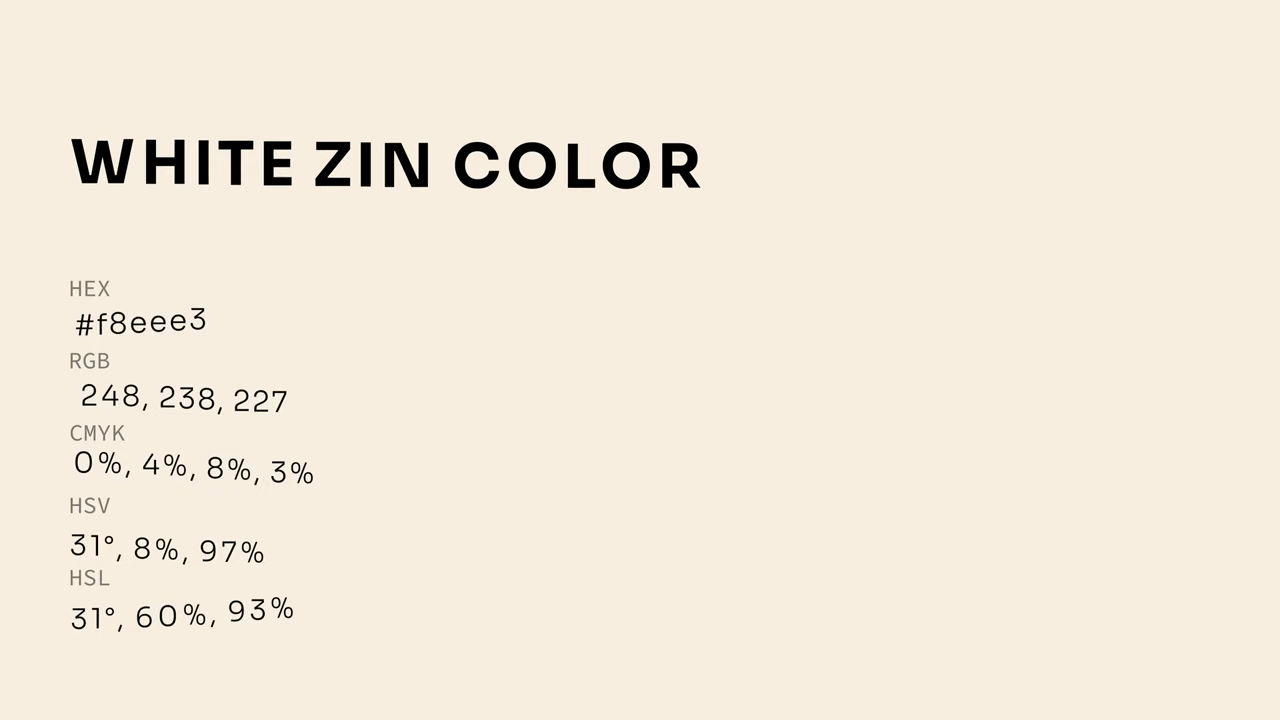 WHITE ZIN COLOR
HEX
#f8eee3
RGB
248, 238, 227
CMYK
0%, 4%, 8%, 3%
HSV
31°, 8%, 97%
HSL
31°, 60%, 93%